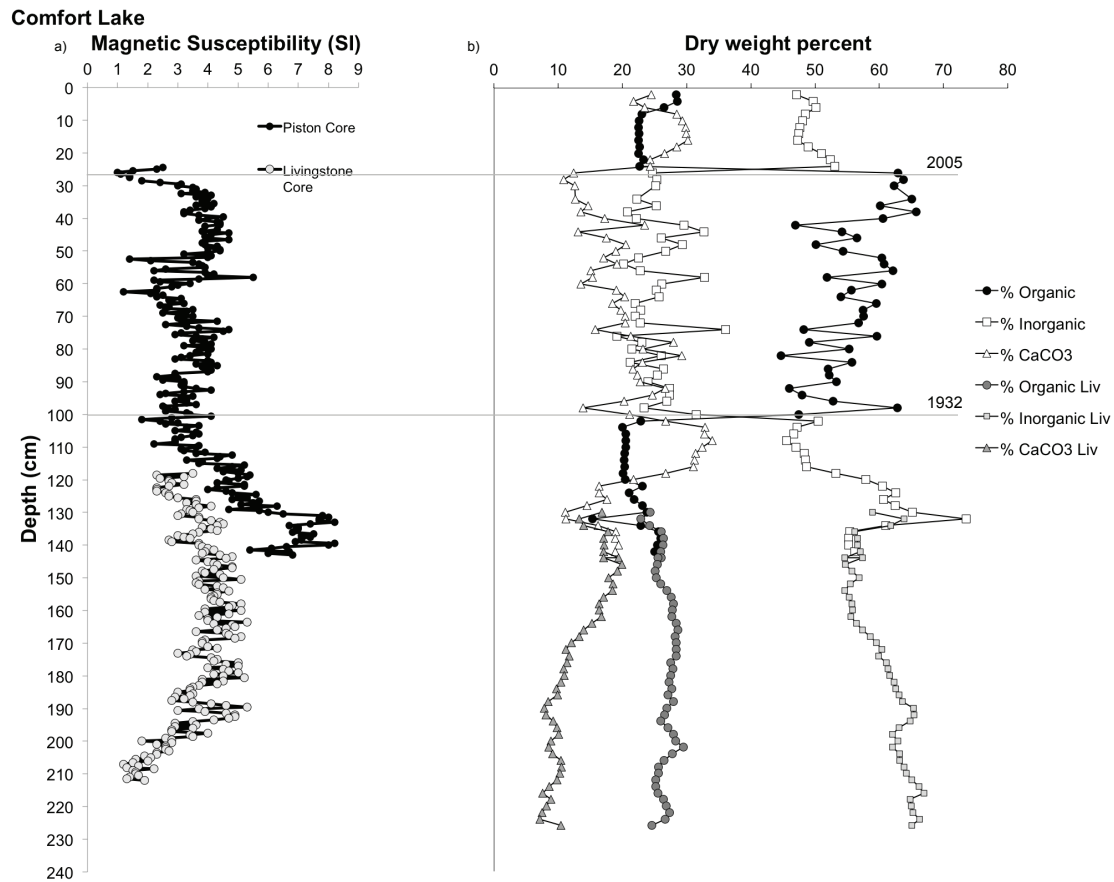 Comfort Lake
a) Magnetic Susceptibility (SI)
0 1 2 3 4 5 6 7 8 9
b) Dry weight percent
0 10 20 30 40 50 60 70 80
Depth (cm)
0
10
20
30
40
50
60
70
80
90
100
110
120
130
140
150
160
170
180
190
200
210
220
230
240
Piston Core
Livingstone
Core
2005
1932
% Organic
% Inorganic
% CaCO3
% Organic Liv
% Inorganic Liv
% CaCO3 Liv